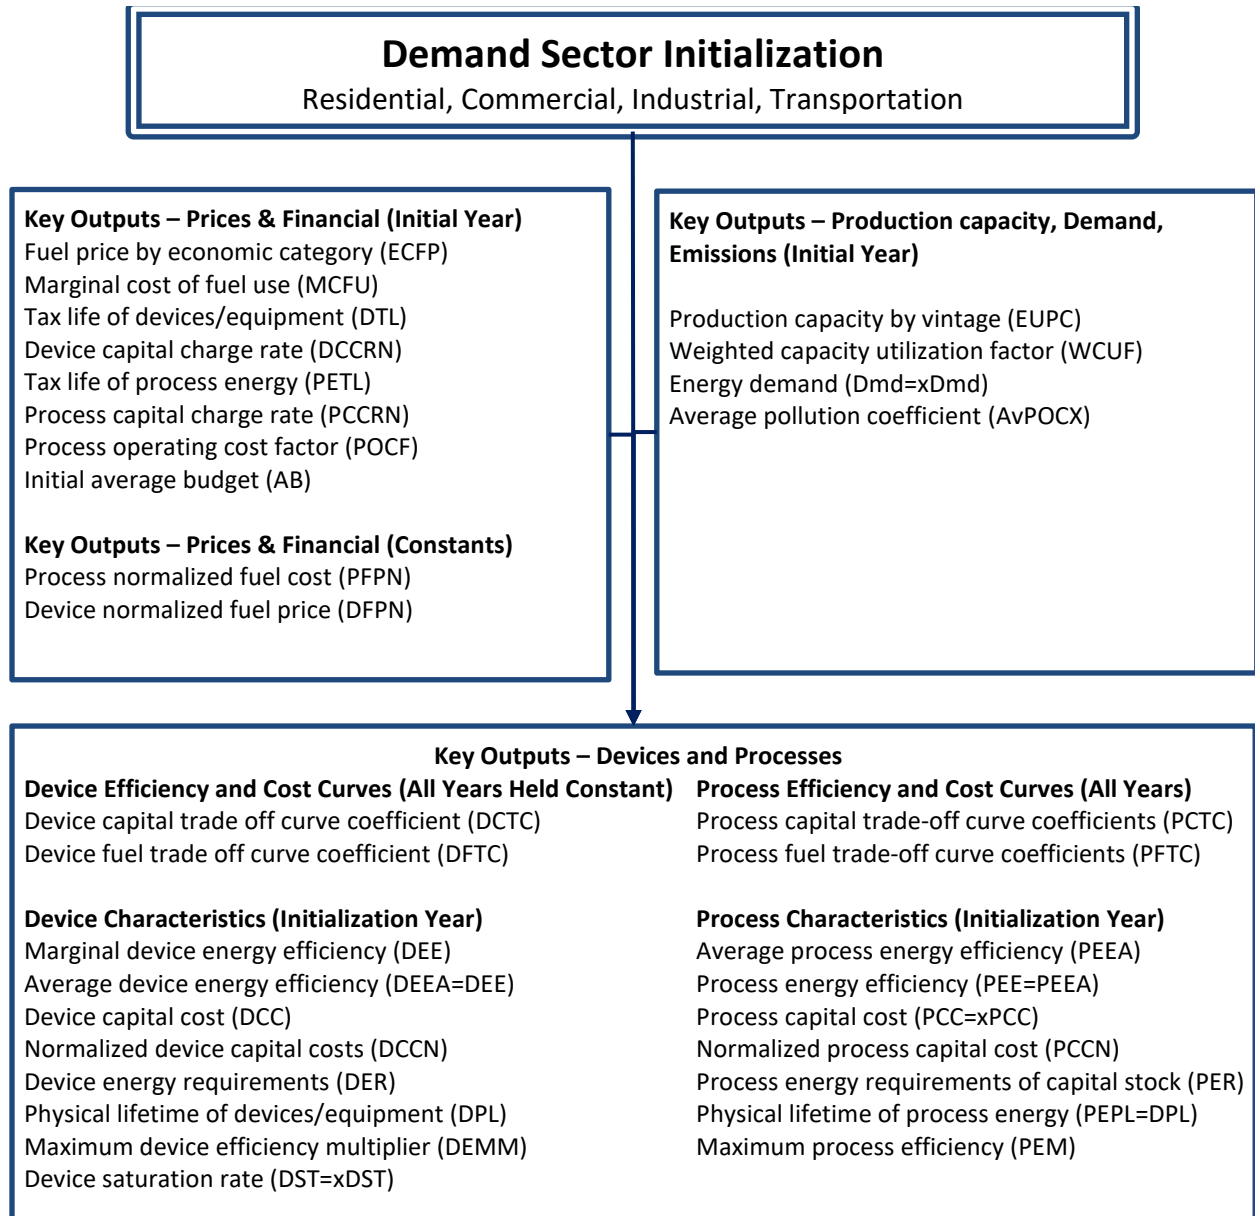 Demand Sector Initialization
Residential, Commercial, Industrial, Transportation
Key Outputs – Prices & Financial (Initial Year)
Fuel price by economic category (ECFP)
Marginal cost of fuel use (MCFU)
Tax life of devices/equipment (DTL)
Device capital charge rate (DCCRN)
Tax life of process energy (PETL)
Process capital charge rate (PCCRN)
Process operating cost factor (POCF)
Initial average budget (AB)
Key Outputs – Prices & Financial (Constants)
Process normalized fuel cost (PFPN)
Device normalized fuel price (DFPN)
Key Outputs – Production capacity, Demand,
Emissions (Initial Year)
Production capacity by vintage (EUPC)
Weighted capacity utilization factor (WCUF)
Energy demand (Dmd=xDmd)
Average pollution coefficient (AvPOCX)
Key Outputs – Devices and Processes
Device Efficiency and Cost Curves (All Years Held Constant)
Device capital trade off curve coefficient (DCTC)
Device fuel trade off curve coefficient (DFTC)
Device Characteristics (Initialization Year)
Marginal device energy efficiency (DEE)
Average device energy efficiency (DEEA=DEE)
Device capital cost (DCC)
Normalized device capital costs (DCCN)
Device energy requirements (DER)
Physical lifetime of devices/equipment (DPL)
Maximum device efficiency multiplier (DEMM)
Device saturation rate (DST=xDST)
Process Efficiency and Cost Curves (All Years)
Process capital trade-off curve coefficients (PCTC)
Process fuel trade-off curve coefficients (PFTC)
Process Characteristics (Initialization Year)
Average process energy efficiency (PEEA)
Process energy efficiency (PEE=PEEA)
Process capital cost (PCC=xPCC)
Normalized process capital cost (PCCN)
Process energy requirements of capital stock (PER)
Physical lifetime of process energy (PEPL=DPL)
Maximum process efficiency (PEM)